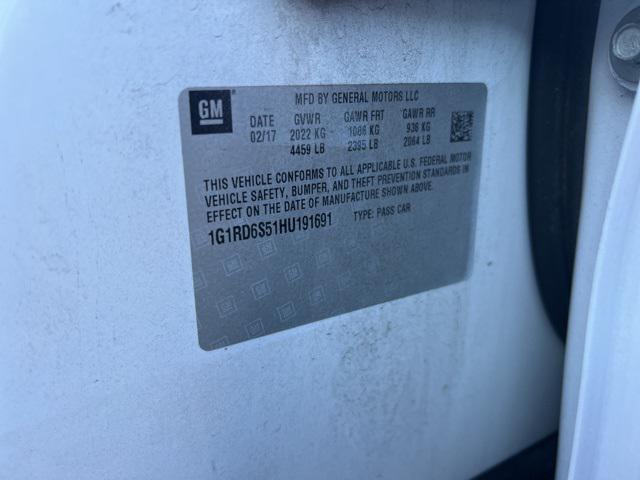 GM
MFD BY GENERAL MOTORS LLC
DATE GVWR GAWR FRT GAWR RR
02/17 2022 KG 1086 KG 936 KG
4459 LB 2395 LB 2064 LB
THIS VEHICLE CONFORMS TO ALL APPLICABLE U.S. FEDERAL MOTOR
VEHICLE SAFETY, BUMPER, AND THEFT PREVENTION STANDARDS IN
EFFECT ON THE DATE OF MANUFACTURE SHOWN ABOVE.
1G1RD6S51HU191691 TYPE: PASS CAR